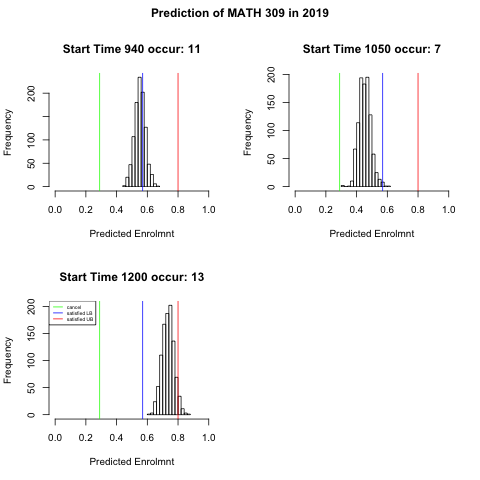 Prediction of MATH 309 in 2019
Start Time 940 occur: 11
Frequency
200
150
100
50
0
0.0 0.2 0.4 0.6 0.8 1.0
Predicted Enrolmnt
Start Time 1050 occur: 7
Frequency
200
150
100
50
0
0.0 0.2 0.4 0.6 0.8 1.0
Predicted Enrolmnt
Start Time 1200 occur: 13
cancel
satisfied LB
satisfied UB
Frequency
200
150
100
50
0
0.0 0.2 0.4 0.6 0.8 1.0
Predicted Enrolmnt